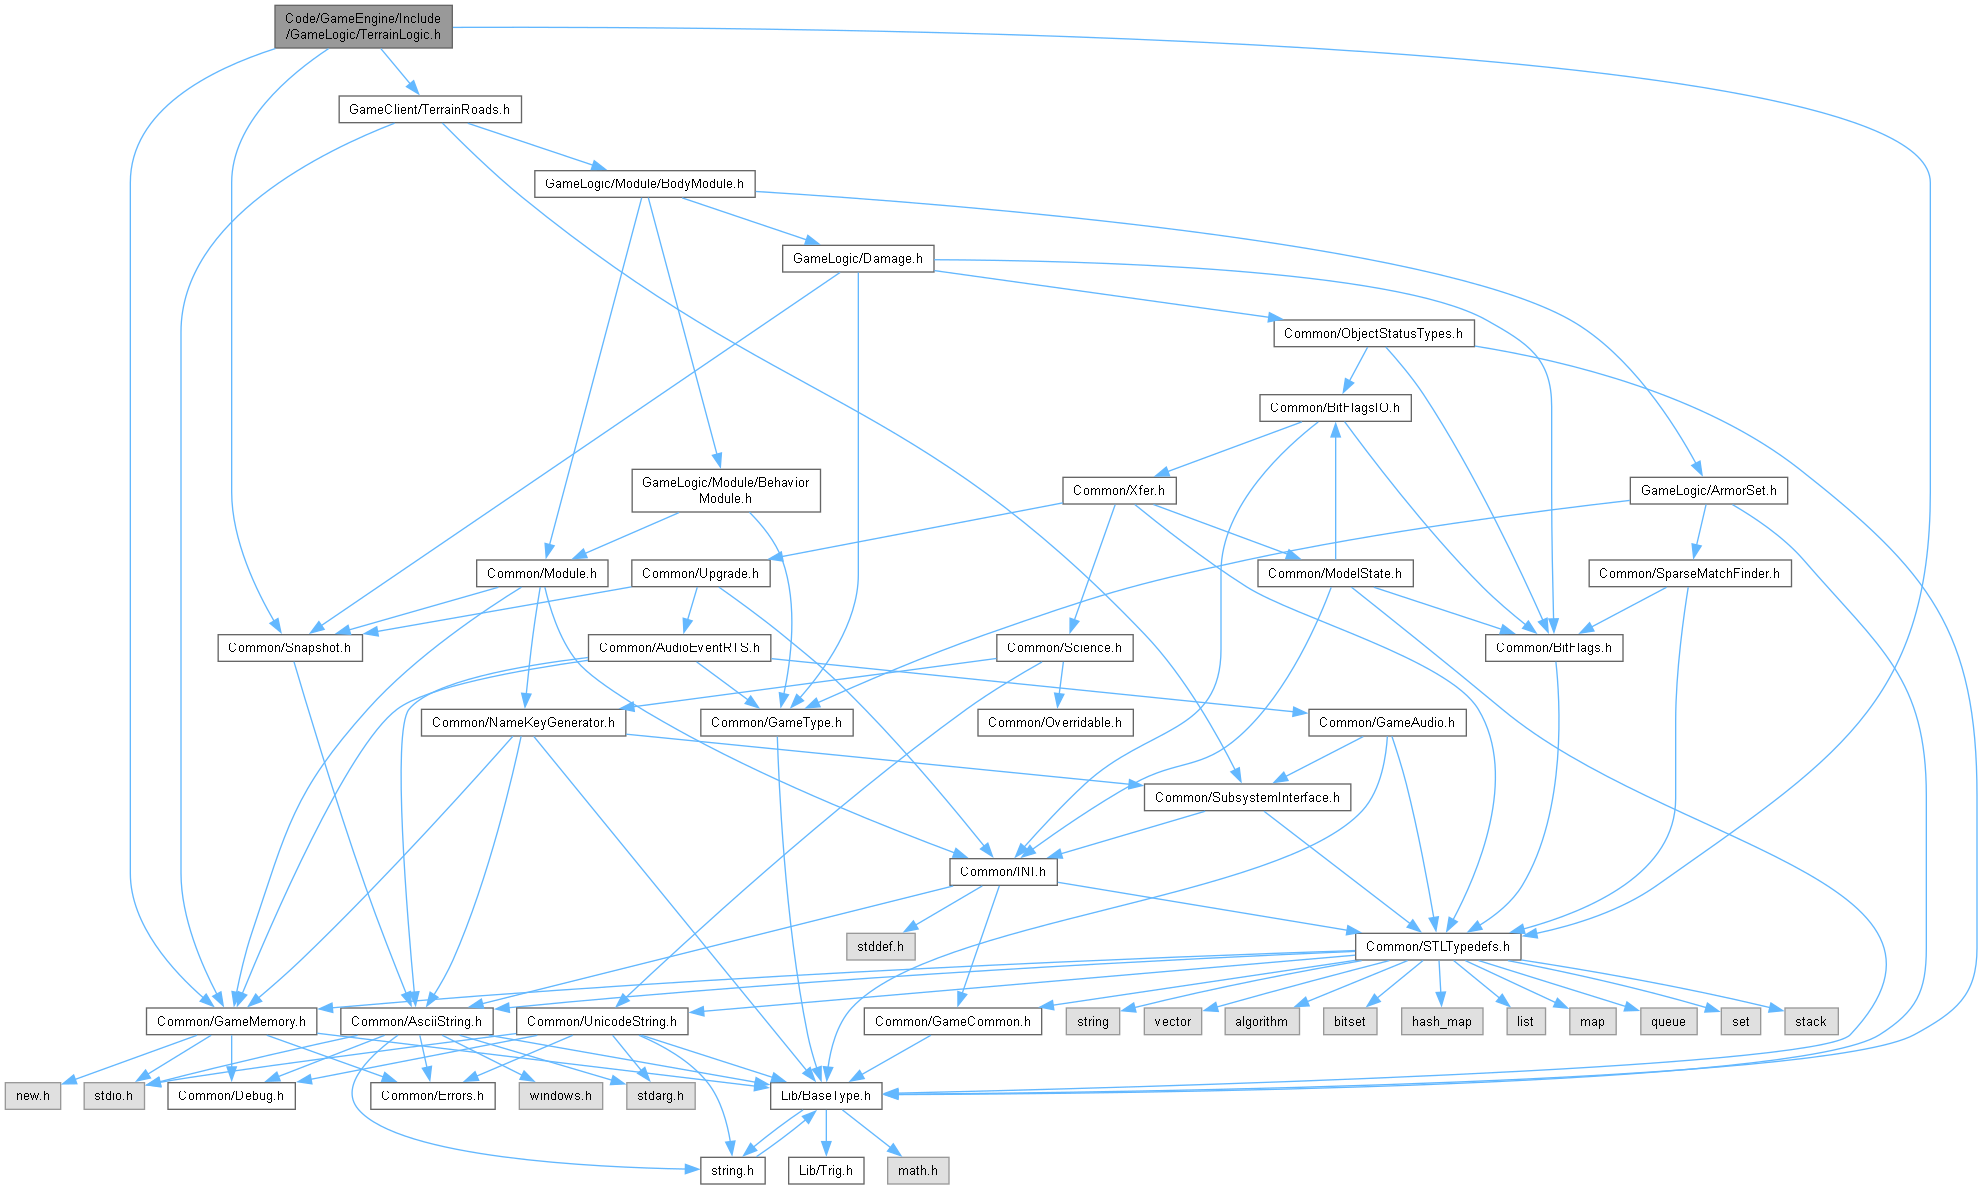 Code/GameEngine/Include
/GameLogic/TerrainLogic.h
GameClient/TerrainRoads.h
GameLogic/Module/BodyModule.h
GameLogic/Damage.h
Common/ObjectStatusTypes.h
Common/BitFlagsIO.h
GameLogic/Module/Behavior
Module.h
Common/Xfer.h
GameLogic/ArmorSet.h
Common/Module.h
Common/Upgrade.h
Common/ModelState.h
Common/SparseMatchFinder.h
Common/Snapshot.h
Common/AudioEventRTS.h
Common/Science.h
Common/BitFlags.h
Common/NameKeyGenerator.h
Common/GameType.h
Common/Overridable.h
Common/GameAudio.h
Common/SubsystemInterface.h
Common/INI.h
stddef.h
Common/STLTypedefs.h
Common/GameMemory.h
Common/AsciiString.h
Common/UnicodeString.h
Common/GameCommon.h
string
vector
algorithm
bitset
hash_map
list
map
queue
set
stack
new.h
stdio.h
Common/Debug.h
Common/Errors.h
windows.h
stdarg.h
Lib/BaseType.h
string.h
Lib/Trig.h
math.h